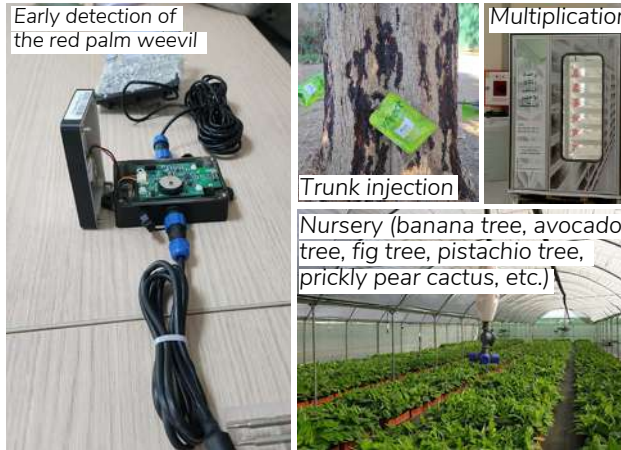 Early detection of
the red palm weevil
Trunk injection
Multiplication
Nursery (banana tree, avocado
tree, fig tree, pistachio tree,
prickly pear cactus, etc.)